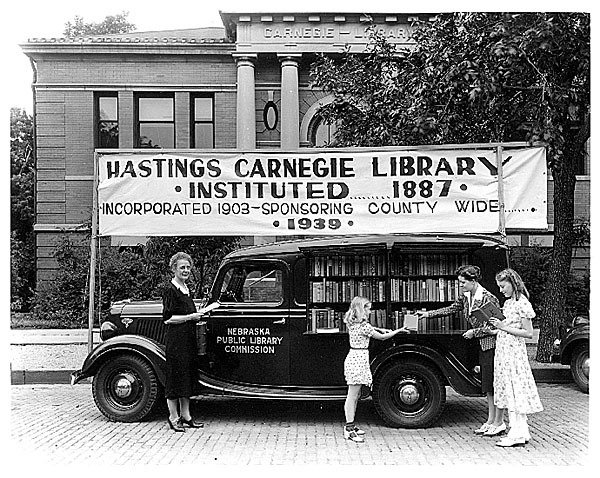 CARNEGIE - LIBRARY
HASTINGS CARNEGIE LIBRARY
• INSTITUTED ........ 1887 •
INCORPORATED 1903-SPONSORING COUNTY WIDE......
• 1939 •
NEBRASKA
PUBLIC LIBRARY
COMMISSION